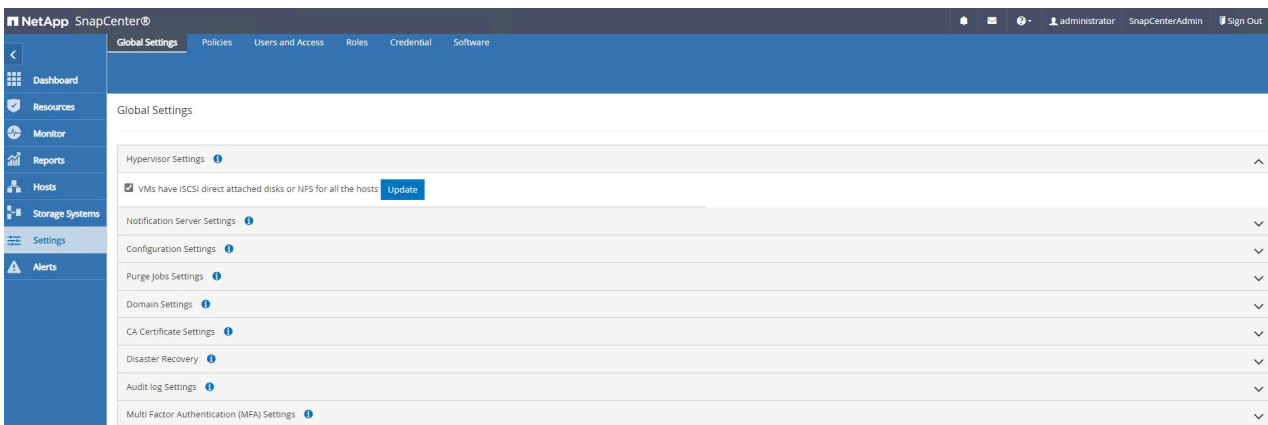 NetApp SnapCenter®
administrator SnapCenterAdmin Sign Out
Global Settings Policies Users and Access Roles Credential Software
Dashboard
Resources
Monitor
Reports
Hosts
Storage Systems
Settings
Alerts
Global Settings
Hypervisor Settings
VMs have iSCSI direct attached disks or NFS for all the hosts Update
Notification Server Settings
Configuration Settings
Purge Jobs Settings
Domain Settings
CA Certificate Settings
Disaster Recovery
Audit log Settings
Multi Factor Authentication (MFA) Settings